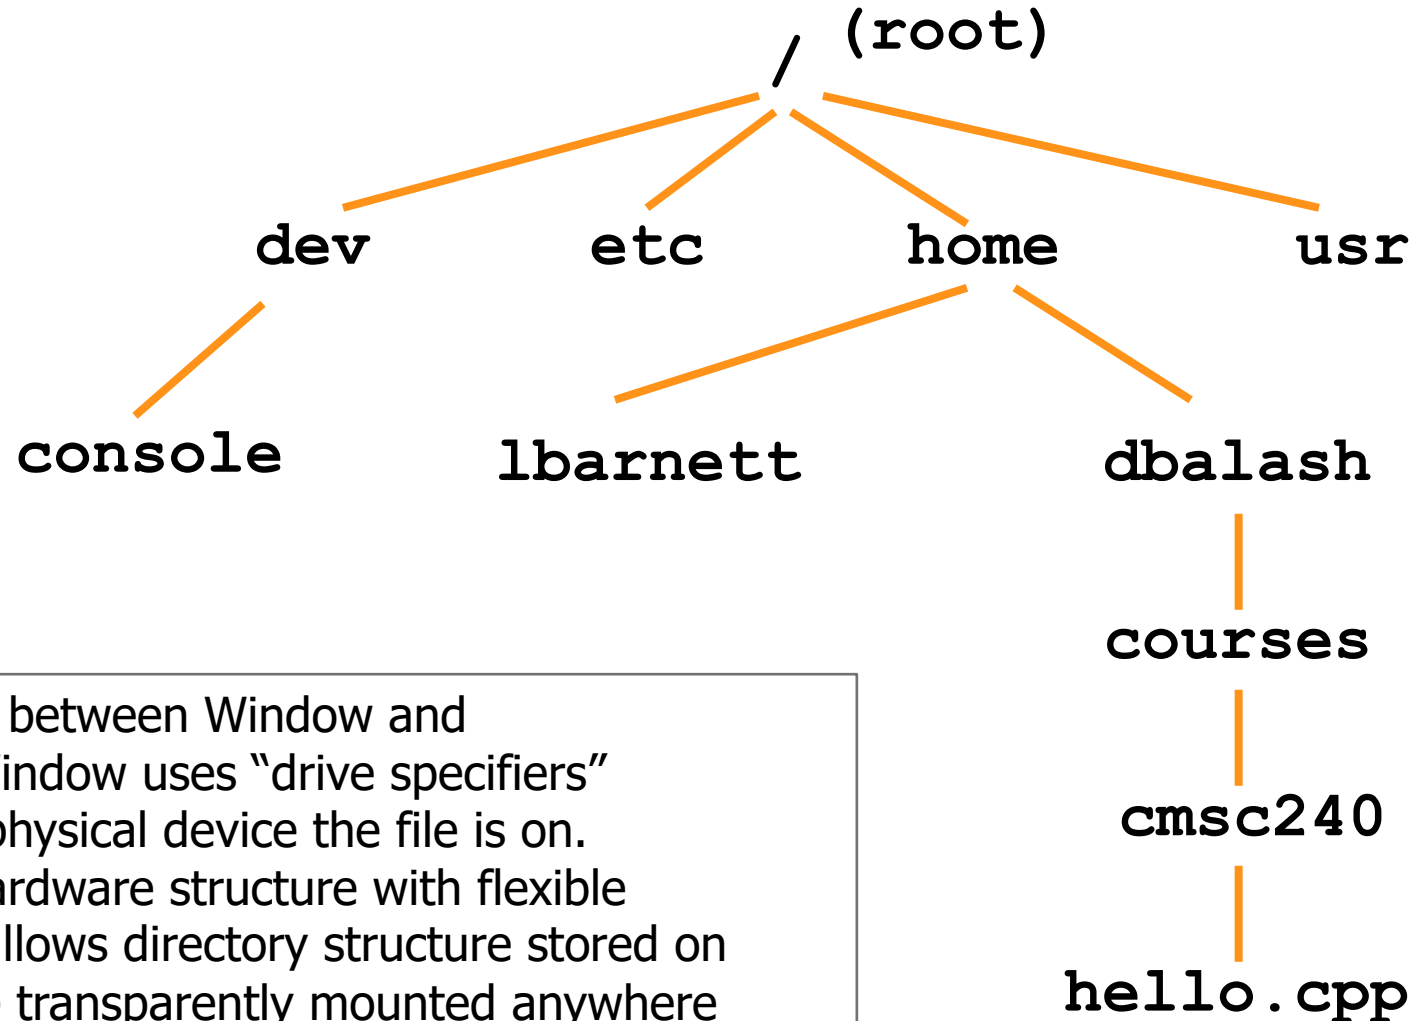 / (root)
dev etc home usr
console lbarnett dbalash
courses
between Window and
indow uses “drive specifiers”
physical device the file is on.
ardware structure with flexible
llows directory structure stored on
transparently mounted anywhere
cmsc240
hello.cpp